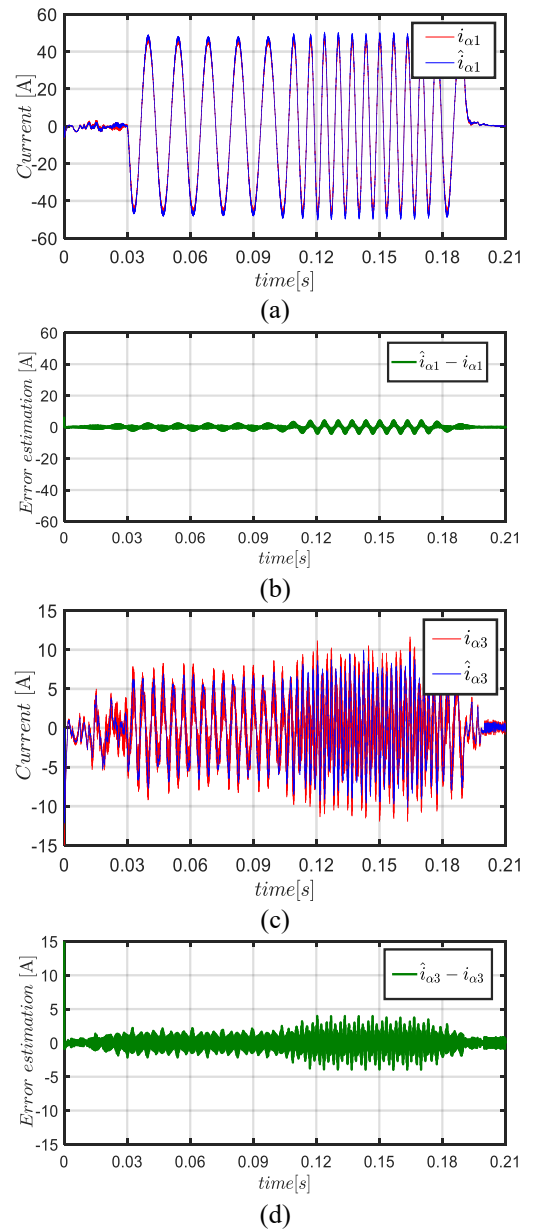 60
40
20
0
-20
-40
-60
Current [A]
i_α1
î_α1
0 0.03 0.06 0.09 0.12 0.15 0.18 0.21
time[s]
(a)
60
40
20
0
-20
-40
-60
Error estimation [A]
î_α1 − i_α1
0 0.03 0.06 0.09 0.12 0.15 0.18 0.21
time[s]
(b)
15
10
5
0
-5
-10
-15
Current [A]
i_α3
î_α3
0 0.03 0.06 0.09 0.12 0.15 0.18 0.21
time[s]
(c)
15
10
5
0
-5
-10
-15
Error estimation [A]
î_α3 − i_α3
0 0.03 0.06 0.09 0.12 0.15 0.18 0.21
time[s]
(d)